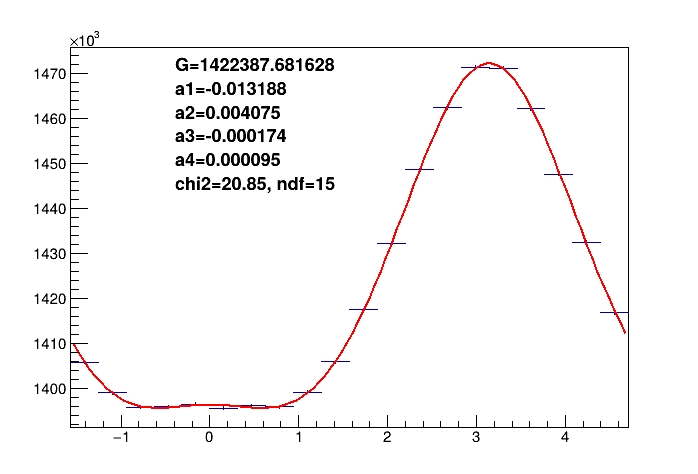 ×10³
G=1422387.681628
a1=-0.013188
a2=0.004075
a3=-0.000174
a4=0.000095
chi2=20.85, ndf=15
1470
1460
1450
1440
1430
1420
1410
1400
−1 0 1 2 3 4